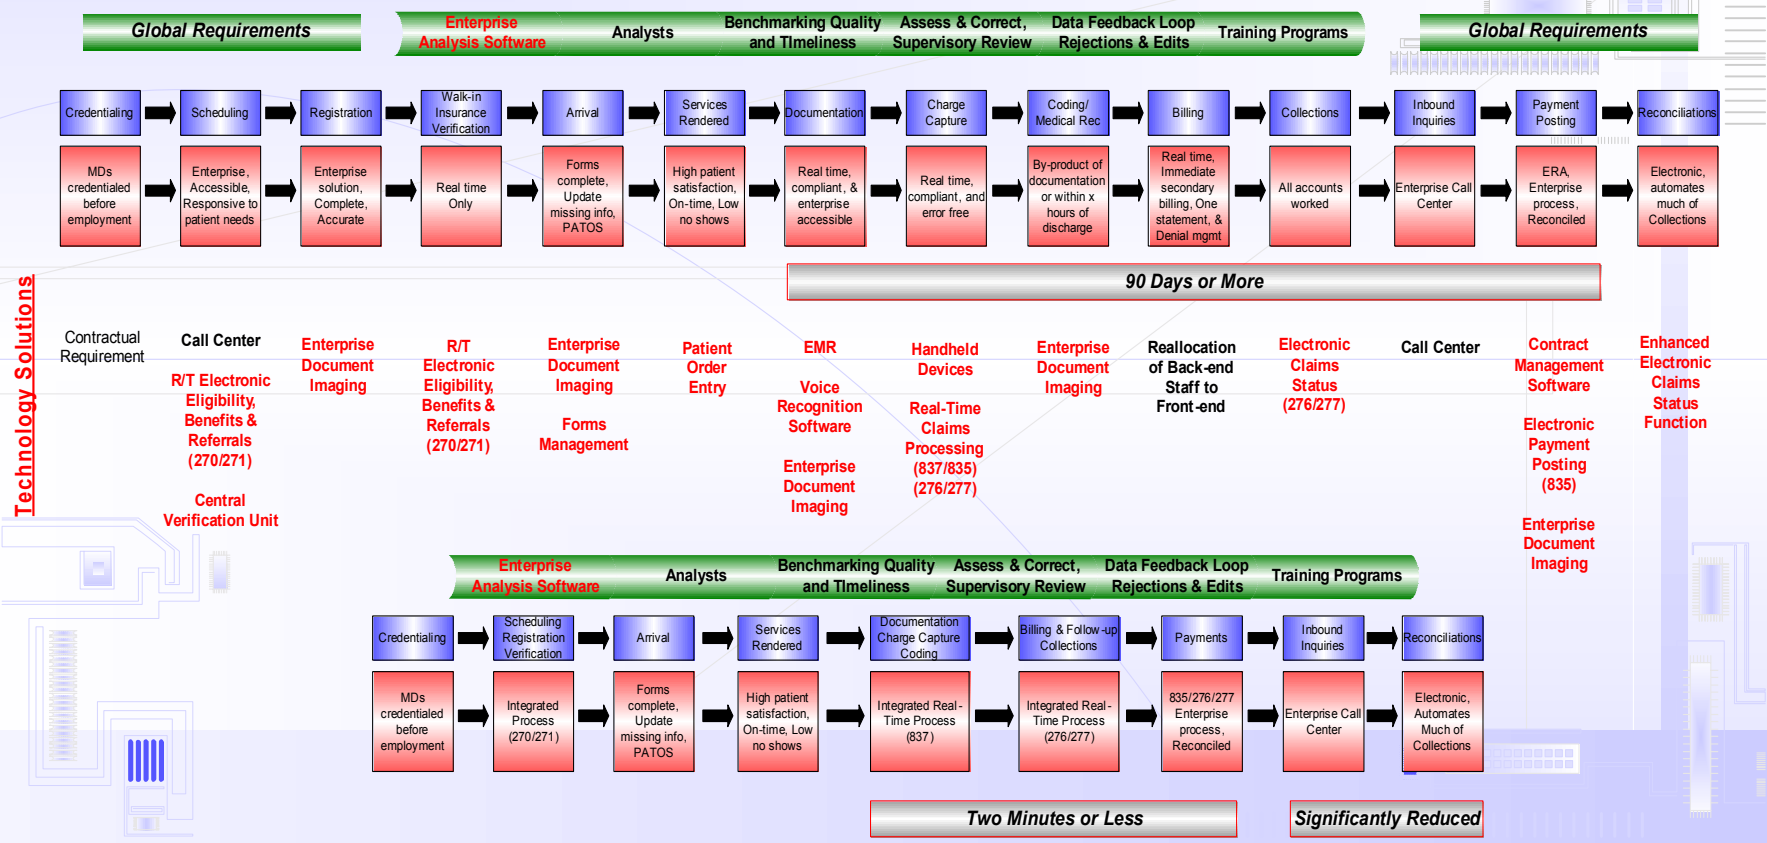 Global Requirements
Enterprise
Analysis Software
Analysts
Benchmarking Quality
and TImeliness
Assess & Correct,
Supervisory Review
Data Feedback Loop
Rejections & Edits
Training Programs
Global Requirements
Credentialing
Scheduling
Registration
Walk-in
Insurance
Verification
Arrival
Services
Rendered
Documentation
Charge
Capture
Coding/
Medical Rec
Billing
Collections
Inbound
Inquiries
Payment
Posting
Reconciliations
MDs
credentialed
before
employment
Enterprise,
Accessible,
Responsive to
patient needs
Enterprise
solution,
Complete,
Accurate
Real time
Only
Forms
complete,
Update
missing info,
PATOS
High patient
satisfaction,
On-time, Low
no shows
Real time,
compliant, &
enterprise
accessible
Real time,
compliant, and
error free
By-product of
documentation
or within x
hours of
discharge
Real time,
Immediate
secondary
billing, One
statement, &
Denial mgmt
All accounts
worked
Enterprise Call
Center
ERA,
Enterprise
process,
Reconciled
Electronic,
automates
much of
Collections
90 Days or More
Technology Solutions
Contractual
Requirement
Call Center
R/T Electronic
Eligibility,
Benefits &
Referrals
(270/271)
Central
Verification Unit
Enterprise
Document
Imaging
R/T
Electronic
Eligibility,
Benefits &
Referrals
(270/271)
Enterprise
Document
Imaging
Forms
Management
Patient
Order
Entry
EMR
Voice
Recognition
Software
Enterprise
Document
Imaging
Handheld
Devices
Real-Time
Claims
Processing
(837/835)
(276/277)
Enterprise
Document
Imaging
Reallocation
of Back-end
Staff to
Front-end
Electronic
Claims
Status
(276/277)
Call Center
Contract
Management
Software
Electronic
Payment
Posting
(835)
Enterprise
Document
Imaging
Enhanced
Electronic
Claims
Status
Function
Enterprise
Analysis Software
Analysts
Benchmarking Quality
and TImeliness
Assess & Correct,
Supervisory Review
Data Feedback Loop
Rejections & Edits
Training Programs
Credentialing
Scheduling
Registration
Verification
Arrival
Services
Rendered
Documentation
Charge Capture
Coding
Billing & Follow-up
Collections
Payments
Inbound
Inquiries
Reconciliations
MDs
credentialed
before
employment
Integrated
Process
(270/271)
Forms
complete,
Update
missing info,
PATOS
High patient
satisfaction,
On-time, Low
no shows
Integrated Real-
Time Process
(837)
Integrated Real-
Time Process
(276/277)
835/276/277
Enterprise
process,
Reconciled
Enterprise Call
Center
Electronic,
Automates
Much of
Collections
Two Minutes or Less
Significantly Reduced